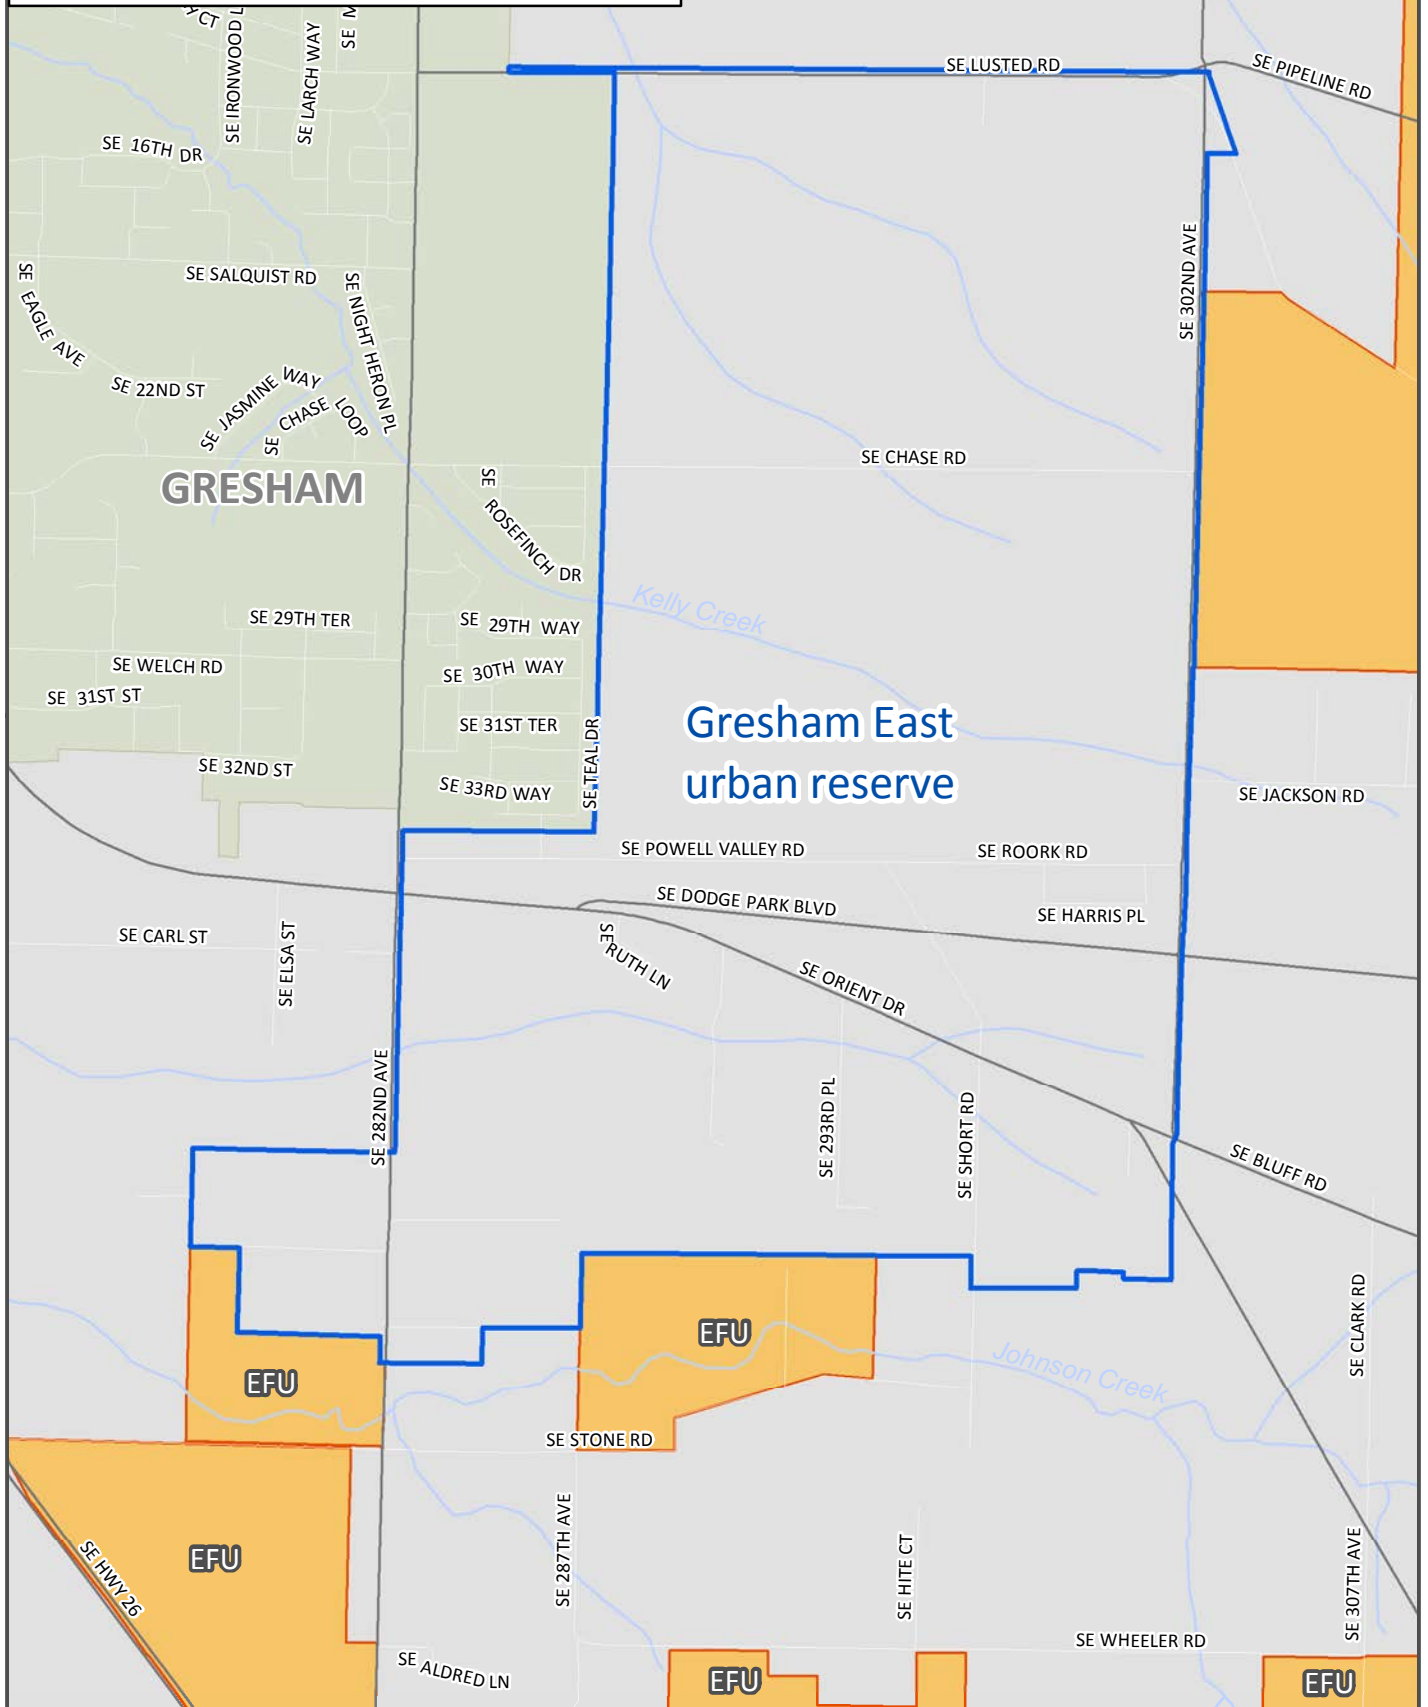 SE IRONWOOD L
SE LARCH WAY
SE M
Y CT
SE LUSTED RD
SE PIPELINE RD
SE 16TH DR
SE SALQUIST RD
SE EAGLE AVE
SE NIGHT HERON PL
SE 302ND AVE
SE 22ND ST
SE JASMINE WAY
SE CHASE LOOP
GRESHAM
SE CHASE RD
SE ROSEFINCH DR
Kelly Creek
SE 29TH TER
SE 29TH WAY
SE WELCH RD
SE 30TH WAY
SE 31ST ST
SE 31ST TER
SE TEAL DR
Gresham East
urban reserve
SE 32ND ST
SE 33RD WAY
SE JACKSON RD
SE POWELL VALLEY RD
SE ROORK RD
SE DODGE PARK BLVD
SE HARRIS PL
SE CARL ST
SE ELSA ST
SE RUTH LN
SE ORIENT DR
SE 282ND AVE
SE 293RD PL
SE SHORT RD
SE BLUFF RD
SE CLARK RD
EFU
EFU
Johnson Creek
SE STONE RD
EFU
SE HWY 26
SE 287TH AVE
SE HITE CT
SE 307TH AVE
SE WHEELER RD
SE ALDRED LN
EFU
EFU